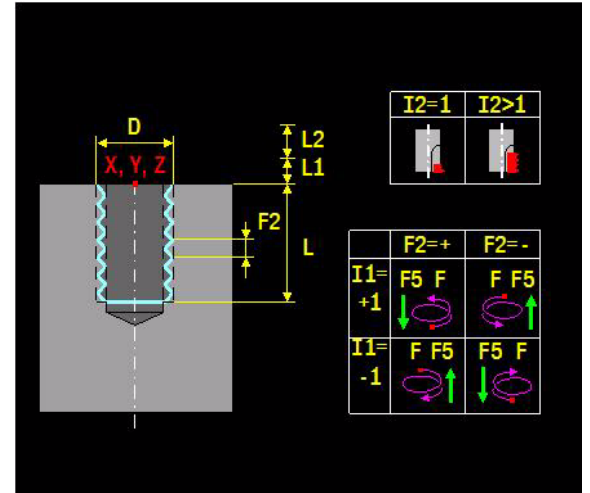 I2=1 I2>1
D
L2
X, Y, Z
L1
F2
L
F2=+ F2=-
I1= +1
F5 F
F F5
I1= -1
F F5
F5 F